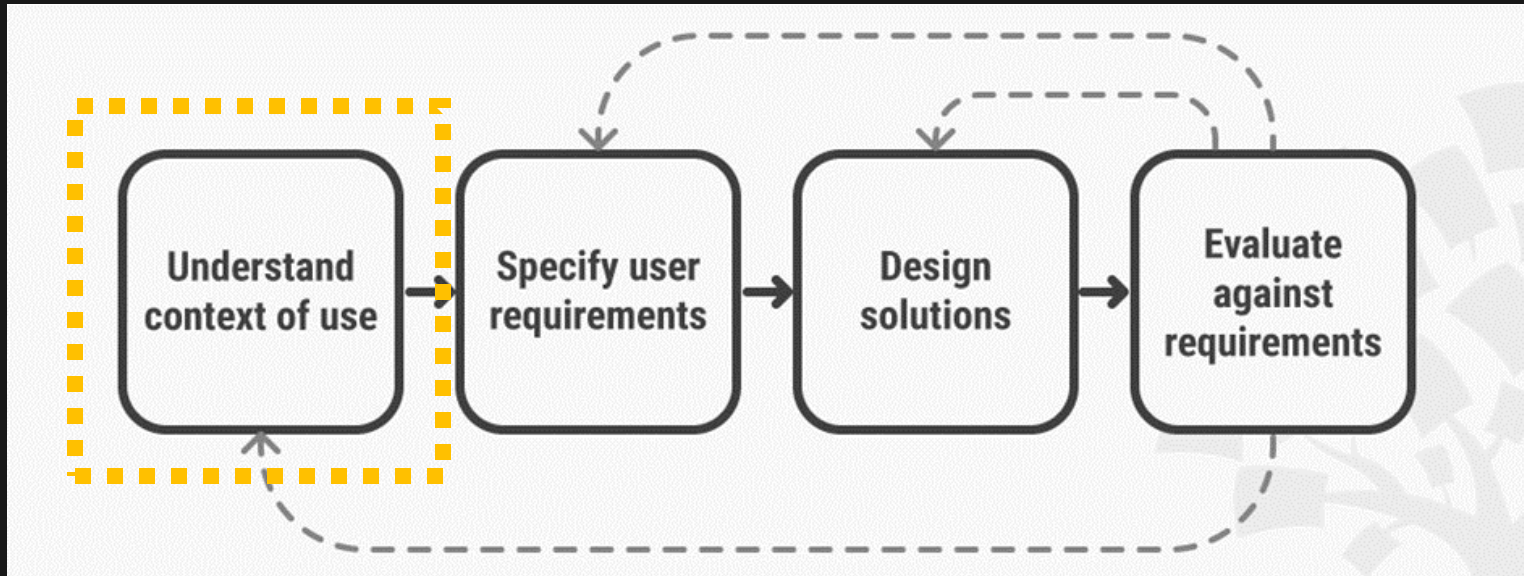 Understand
context of use
Specify user
requirements
Design
solutions
Evaluate
against
requirements